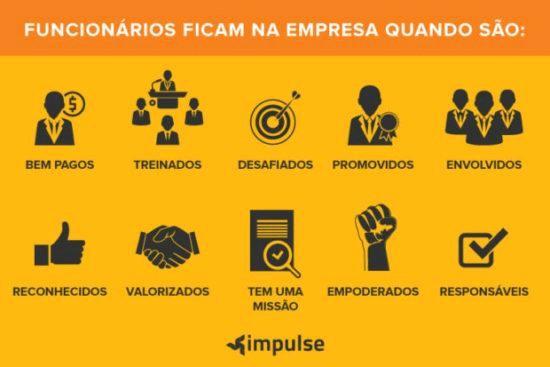 FUNCIONÁRIOS FICAM NA EMPRESA QUANDO SÃO:
$
BEM PAGOS
TREINADOS
DESAFIADOS
PROMOVIDOS
ENVOLVIDOS
RECONHECIDOS
VALORIZADOS
TEM UMA
MISSÃO
EMPODERADOS
RESPONSÁVEIS
impulse